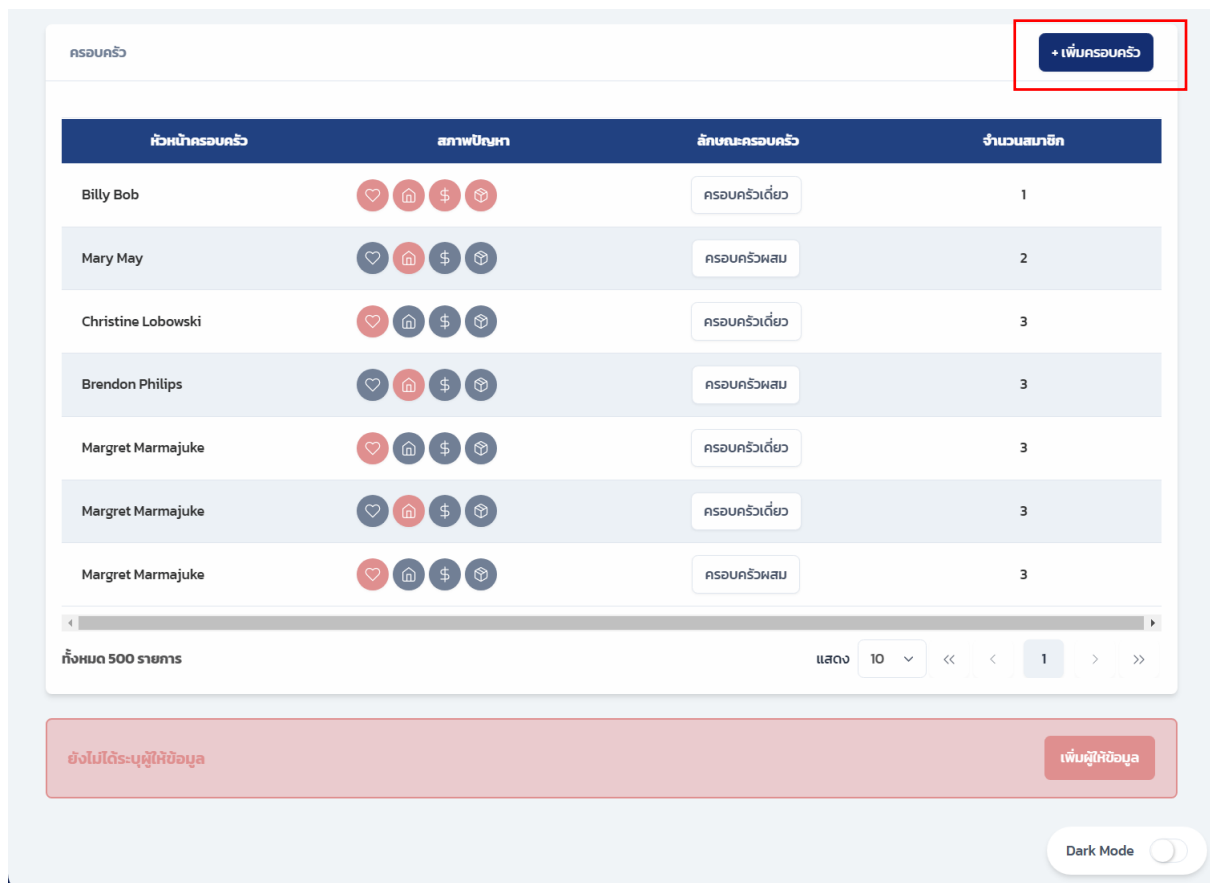 ครอบครัว
+ เพิ่มครอบครัว
หัวหน้าครอบครัว สภาพปัญหา ลักษณะครอบครัว จำนวนสมาชิก
Billy Bob ครอบครัวเดี่ยว 1
Mary May ครอบครัวผสม 2
Christine Lobowski ครอบครัวเดี่ยว 3
Brendon Philips ครอบครัวผสม 3
Margret Marmajuke ครอบครัวเดี่ยว 3
Margret Marmajuke ครอบครัวเดี่ยว 3
Margret Marmajuke ครอบครัวผสม 3
ทั้งหมด 500 รายการ แสดง 10 << < 1 > >>
ยังไม่ได้ระบุผู้ให้ข้อมูล เพิ่มผู้ให้ข้อมูล
Dark Mode